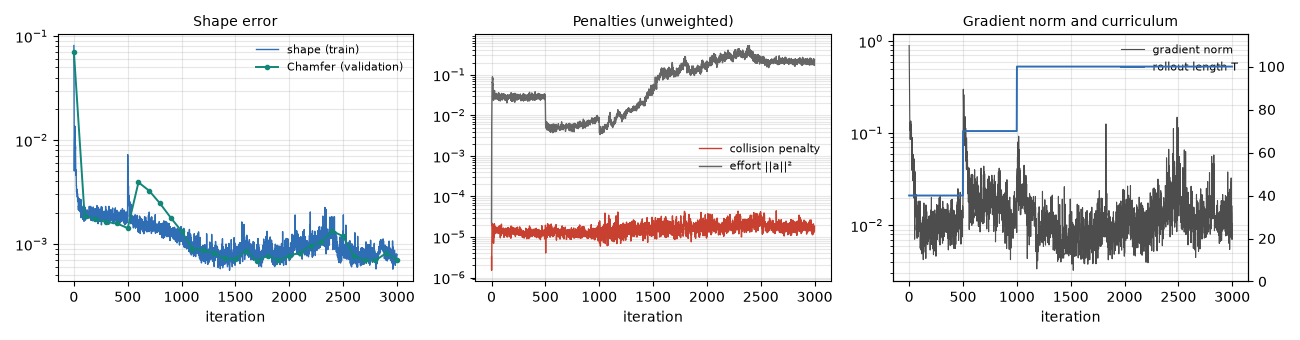 Shape error
shape (train)
Chamfer (validation)
10⁻¹
10⁻²
10⁻³
0 500 1000 1500 2000 2500 3000
iteration
Penalties (unweighted)
10⁻¹
10⁻²
10⁻³
10⁻⁴
10⁻⁵
10⁻⁶
collision penalty
effort ||a||²
0 500 1000 1500 2000 2500 3000
iteration
Gradient norm and curriculum
gradient norm
rollout length T
10⁰
10⁻¹
10⁻²
100
80
60
40
20
0
0 500 1000 1500 2000 2500 3000
iteration